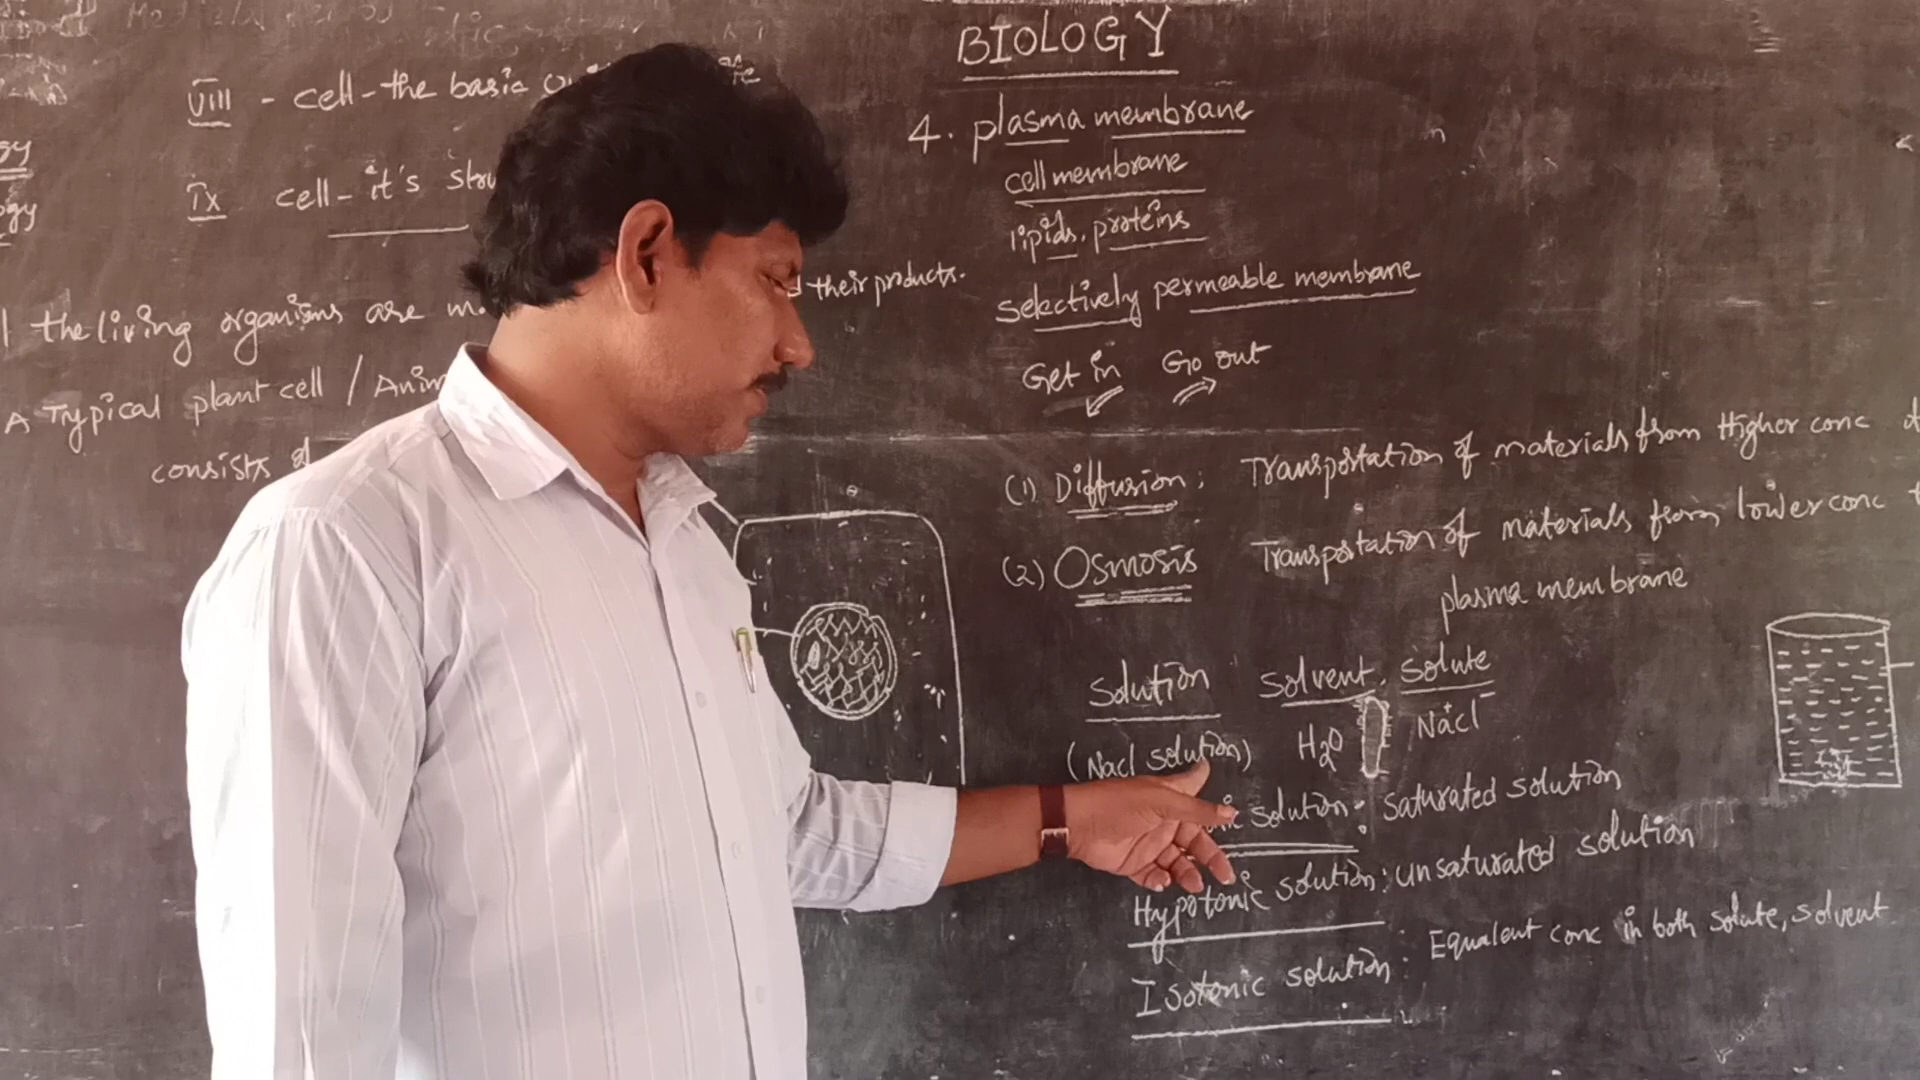 BIOLOGY
VIII - cell - the basic
IX cell - it's
the living organisms are
their products.
A Typical plant cell /
consists of
4. plasma membrane
cell membrane
lipids, proteins
Selectively permeable membrane
Get in Go out
(1) Diffusion : Transportation of materials from Higher conc
(2) Osmosis Transportation of materials from lower conc
plasma membrane
Solution Solvent. Solute
(Nacl solution) H2O Na+cl-
solution : Saturated solution
Hypotonic solution : unsaturated solution
Isotonic solution : Equalent conc in both solute, solvent